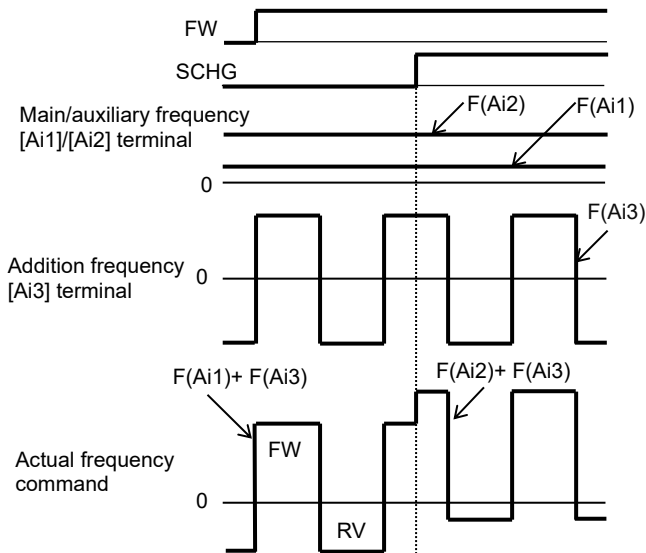 FW
SCHG
Main/auxiliary frequency
[Ai1]/[Ai2] terminal
F(Ai2)
F(Ai1)
0
F(Ai3)
Addition frequency
[Ai3] terminal
0
F(Ai1)+ F(Ai3)
F(Ai2)+ F(Ai3)
FW
Actual frequency
command
0
RV